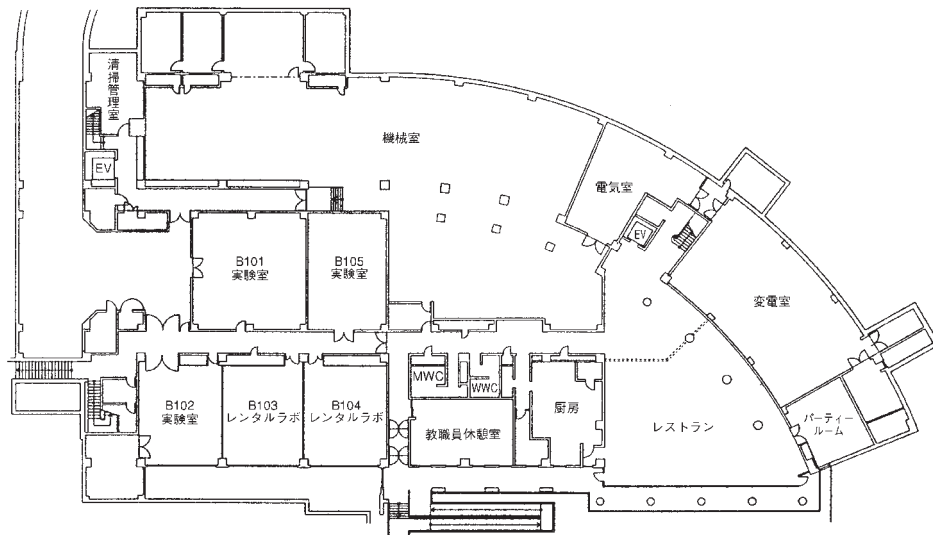 清掃管理室
機械室
EV
電気室
EV
B101
実験室
B105
実験室
変電室
MWC
WWC
B102
実験室
B103
レンタルラボ
B104
レンタルラボ
教職員休憩室
厨房
レストラン
パーティー
ルーム